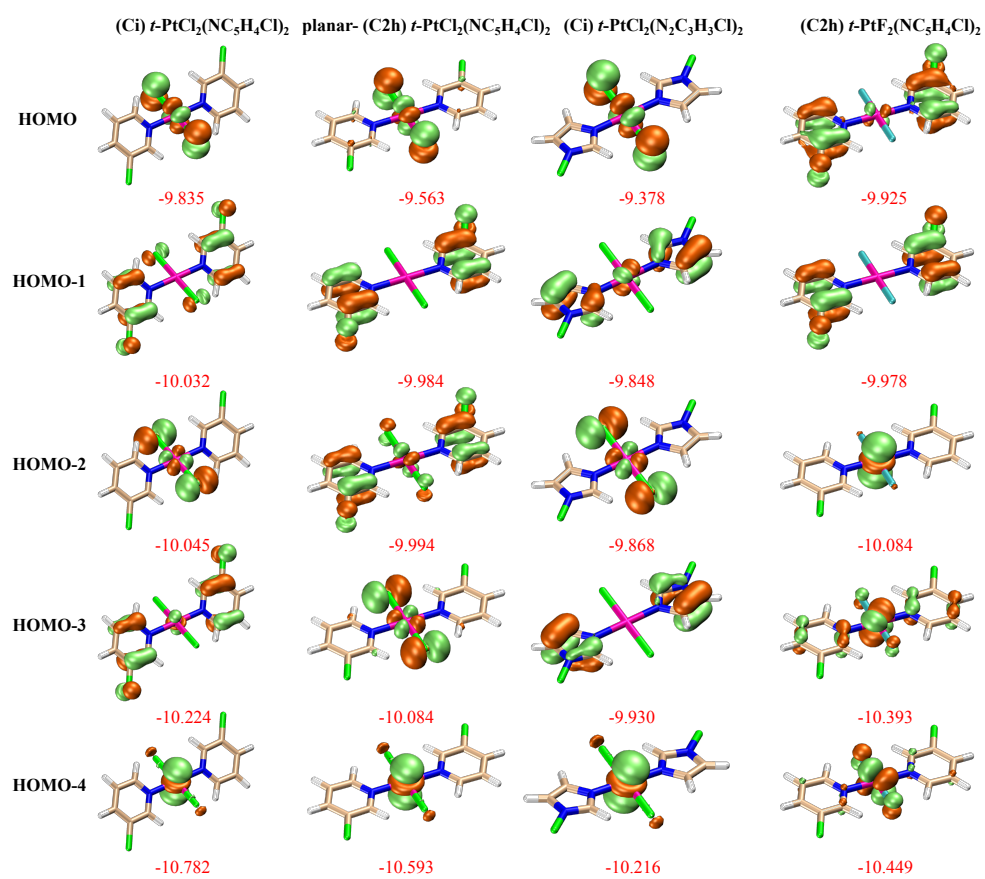 (Ci) t-PtCl₂(NC₅H₄Cl)₂ planar- (C2h) t-PtCl₂(NC₅H₄Cl)₂ (Ci) t-PtCl₂(N₂C₃H₃Cl)₂ (C2h) t-PtF₂(NC₅H₄Cl)₂
HOMO
-9.835 -9.563 -9.378 -9.925
HOMO-1
-10.032 -9.984 -9.848 -9.978
HOMO-2
-10.045 -9.994 -9.868 -10.084
HOMO-3
-10.224 -10.084 -9.930 -10.393
HOMO-4
-10.782 -10.593 -10.216 -10.449